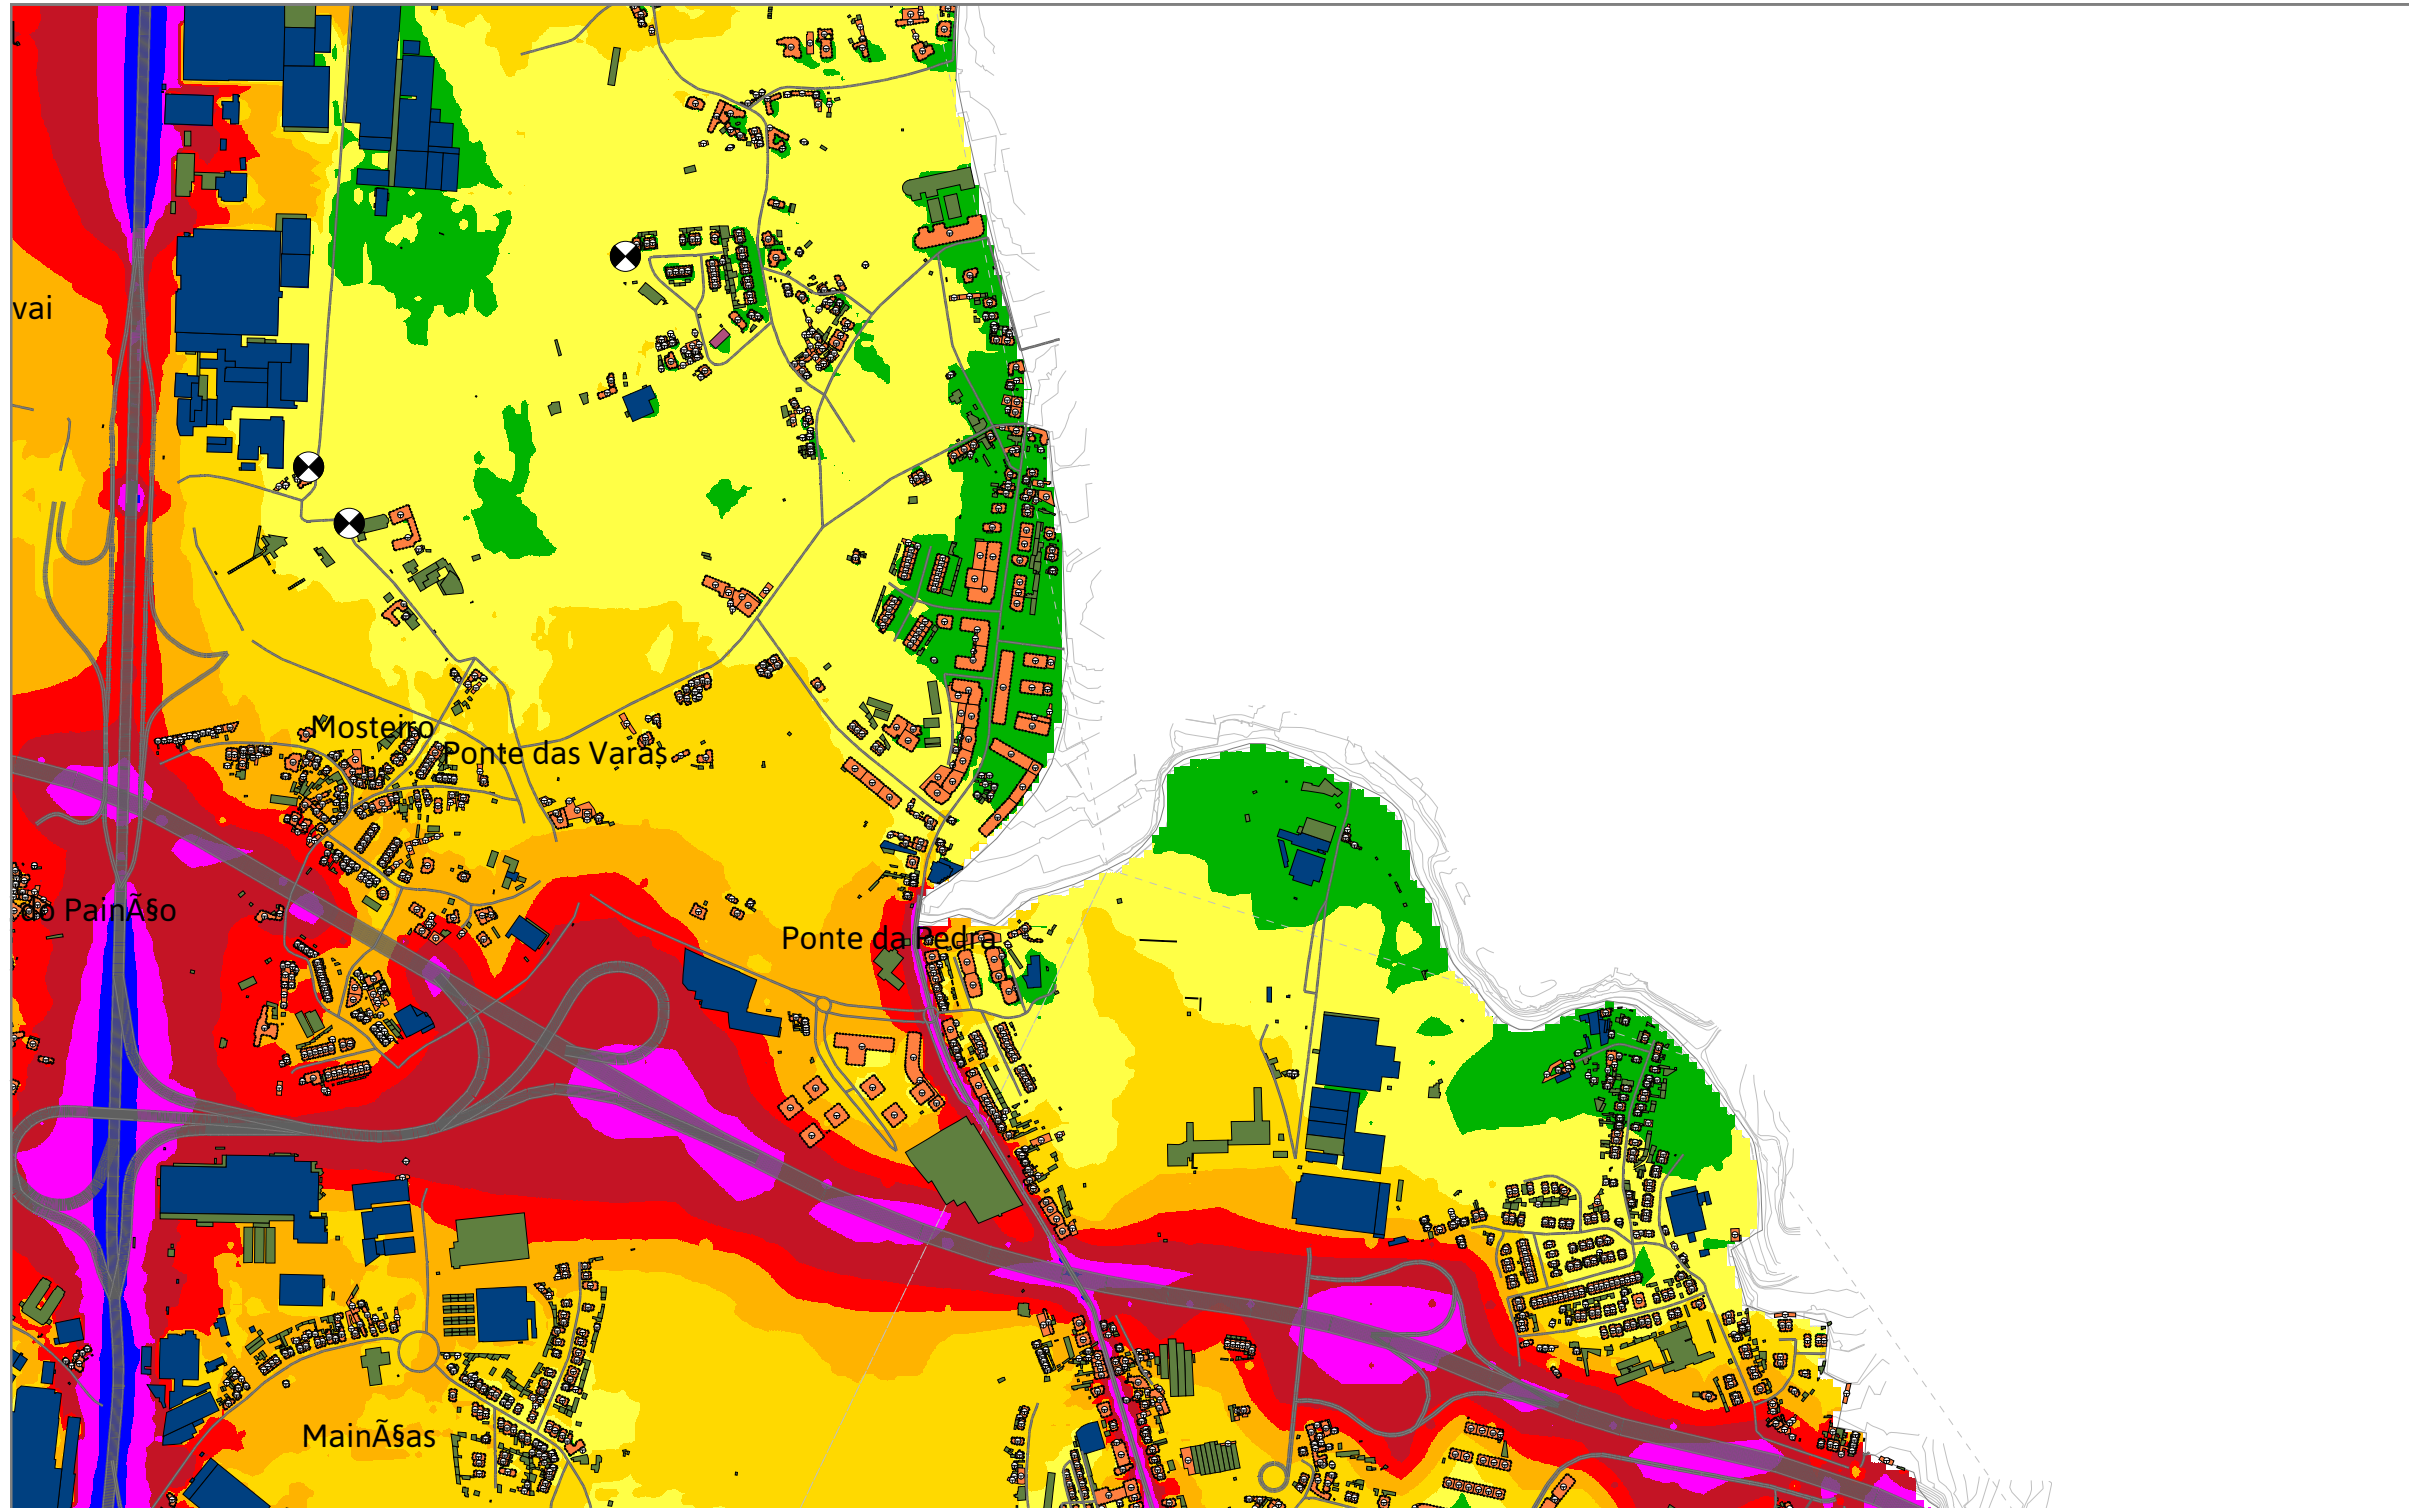 vai
Mosteiro
Ponte das Varas
do PainÃ§o
Ponte da Pedra
MainÃ§as